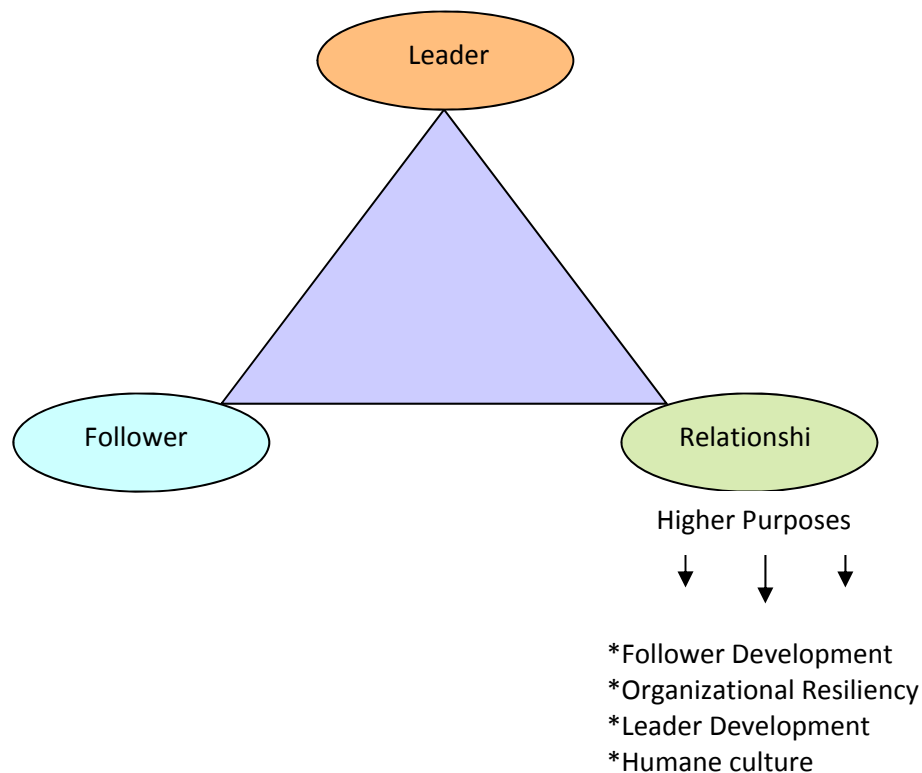 Leader
Follower
Relationshi
Higher Purposes
*Follower Development
*Organizational Resiliency
*Leader Development
*Humane culture